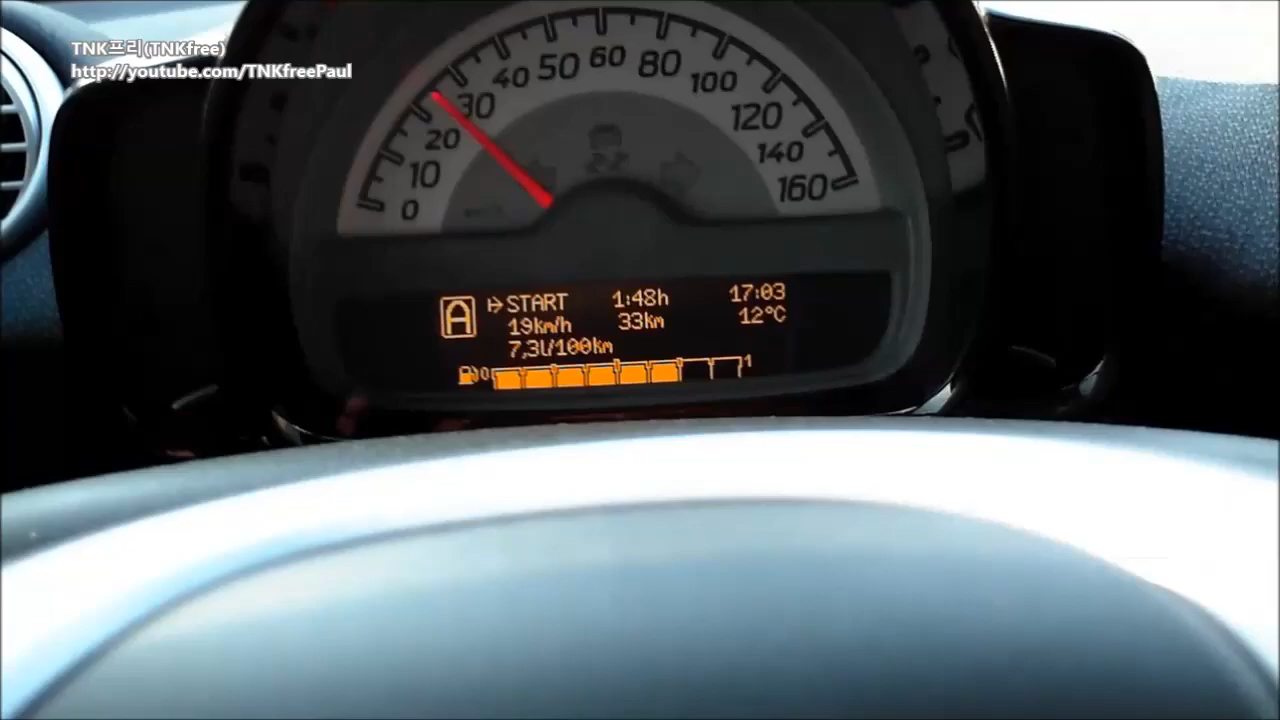 TNK프리(TNKfree)
http://youtube.com/TNKfreePaul
0 10 20 30 40 50 60 80 100 120 140 160
A START 1:48h 17:03
19km/h 33km 12°C
7,3l/100km
0 1